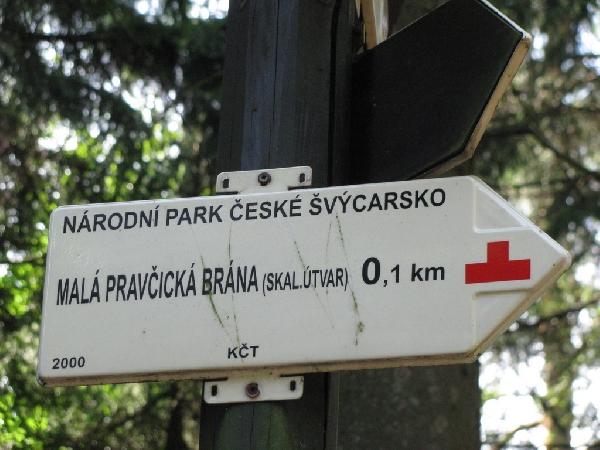 NÁRODNÍ PARK ČESKÉ ŠVÝCARSKO
MALÁ PRAVČICKÁ BRÁNA (SKAL.ÚTVAR) 0,1 km
2000 KČT